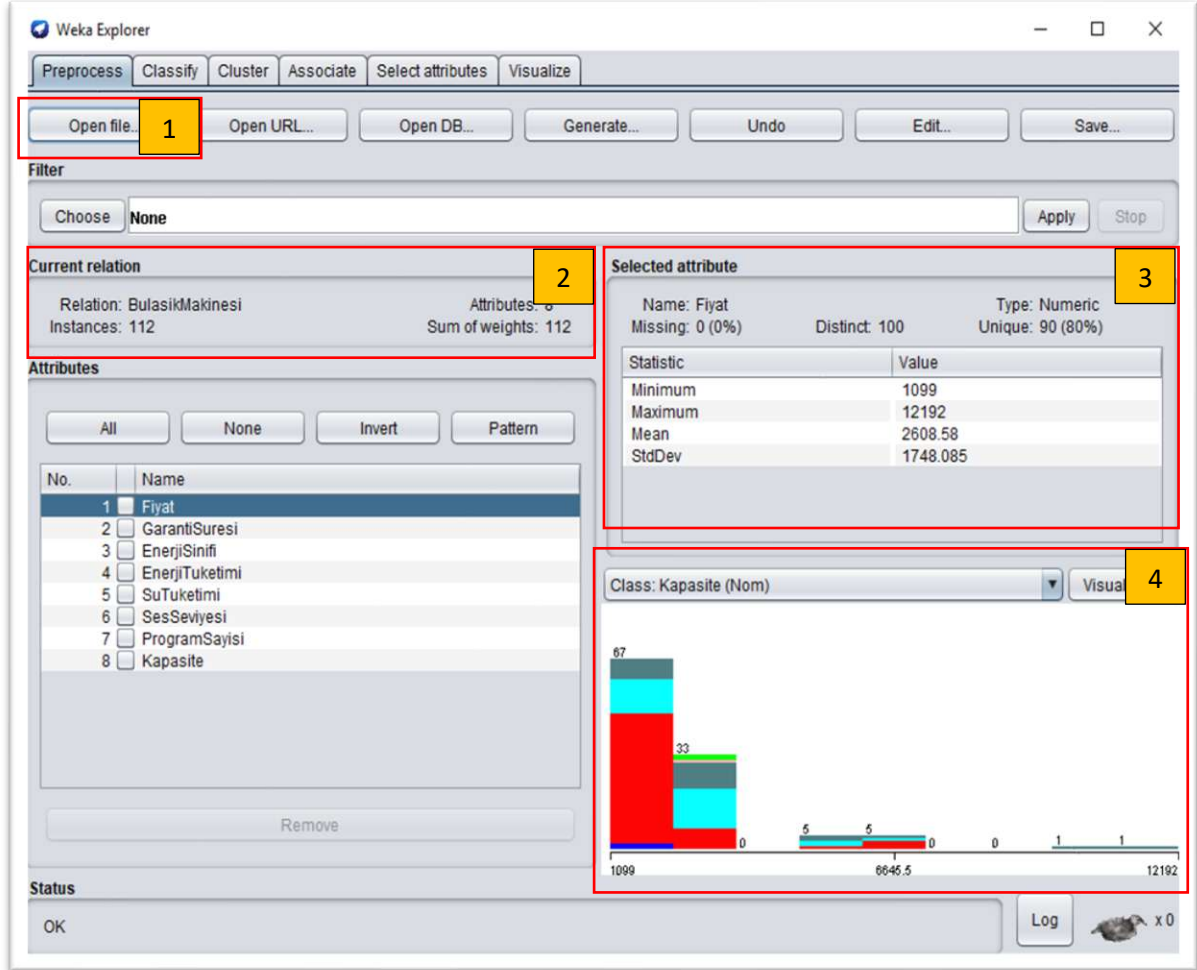 Weka Explorer
Preprocess Classify Cluster Associate Select attributes Visualize
Open file... 1 Open URL... Open DB... Generate... Undo Edit... Save...
Filter
Choose None Apply Stop
Current relation 2
Relation: BulasikMakinesi Attributes: 8
Instances: 112 Sum of weights: 112
Selected attribute 3
Name: Fiyat Type: Numeric
Missing: 0 (0%) Distinct: 100 Unique: 90 (80%)
Statistic Value
Minimum 1099
Maximum 12192
Mean 2608.58
StdDev 1748.085
Attributes
All None Invert Pattern
No. Name
1 Fiyat
2 GarantiSuresi
3 EnerjiSinifi
4 EnerjiTuketimi
5 SuTuketimi
6 SesSeviyesi
7 ProgramSayisi
8 Kapasite
Remove
Class: Kapasite (Nom) 4
67
33
0
5
5
0
0
1
1
1099 6645.5 12192
Status
OK
Log x 0